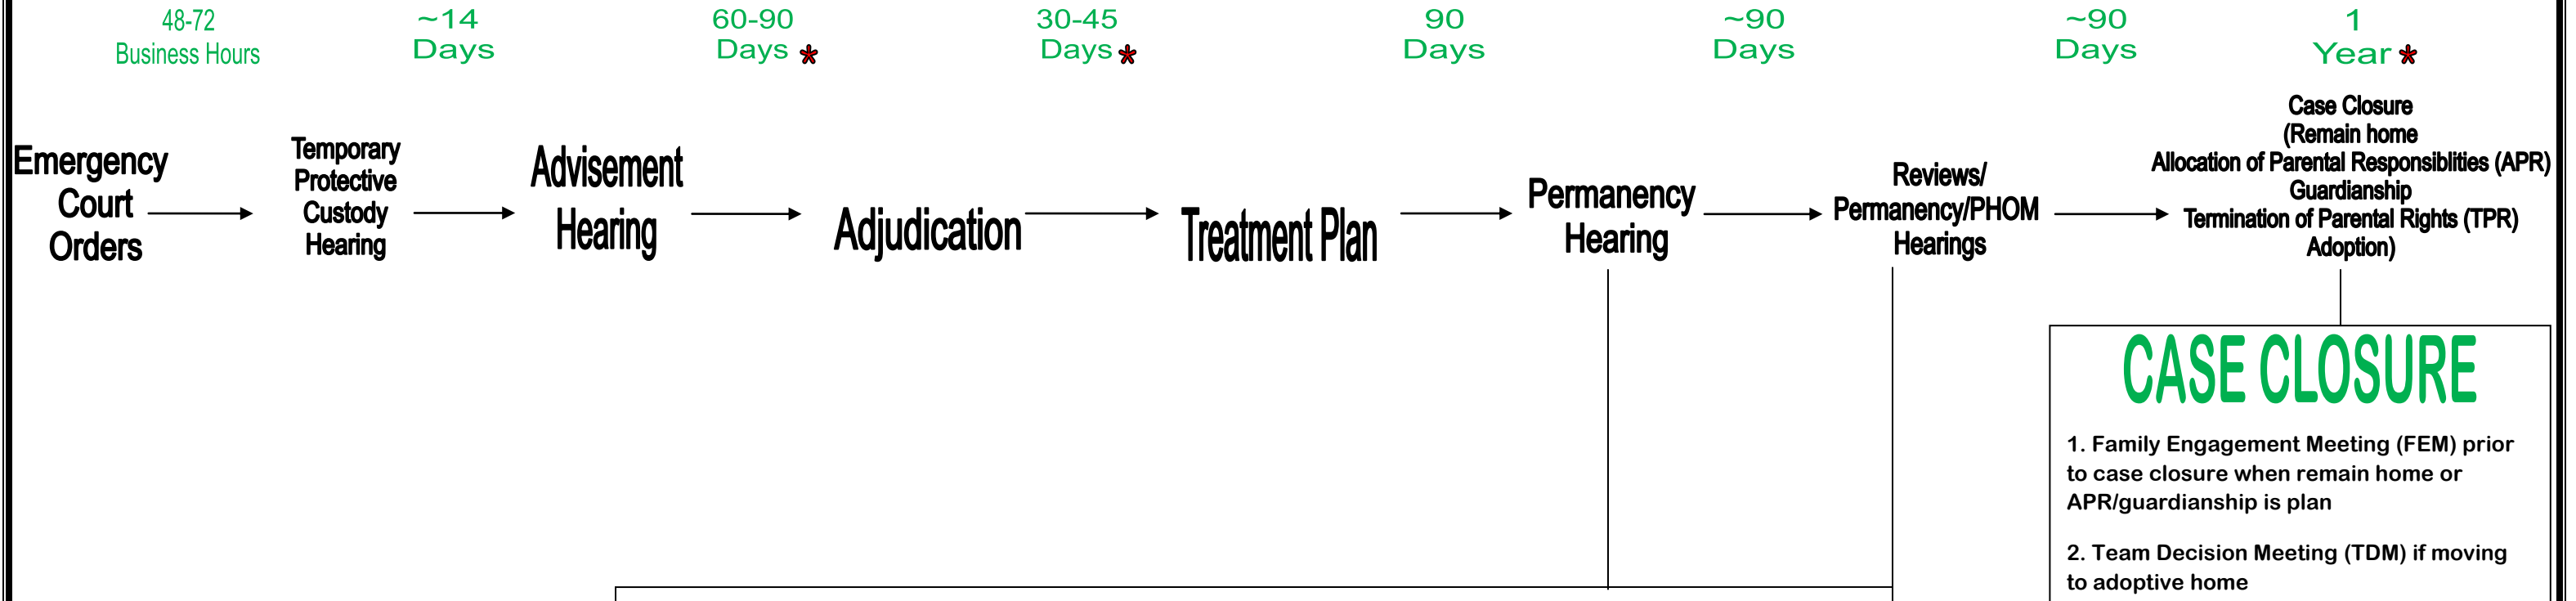 48-72
Business Hours
~14
Days
60-90
Days *
30-45
Days *
90
Days
~90
Days
~90
Days
1
Year *
Emergency
Court
Orders
Temporary
Protective
Custody
Hearing
Advisement
Hearing
Adjudication
Treatment Plan
Permanency
Hearing
Reviews/
Permanency/PHOM
Hearings
Case Closure
(Remain home
Allocation of Parental Responsiblities (APR)
Guardianship
Termination of Parental Rights (TPR)
Adoption)
CASE CLOSURE
1. Family Engagement Meeting (FEM) prior
to case closure when remain home or
APR/guardianship is plan
2. Team Decision Meeting (TDM) if moving
to adoptive home